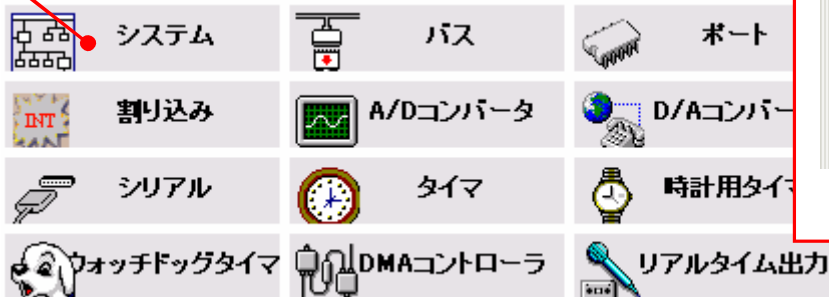 システム
バス
ポート
INT
割り込み
A/Dコンバータ
D/Aコンバー
シリアル
タイマ
時計用タイ
ウォッチドッグタイマ
DMAコントローラ
リアルタイム出力